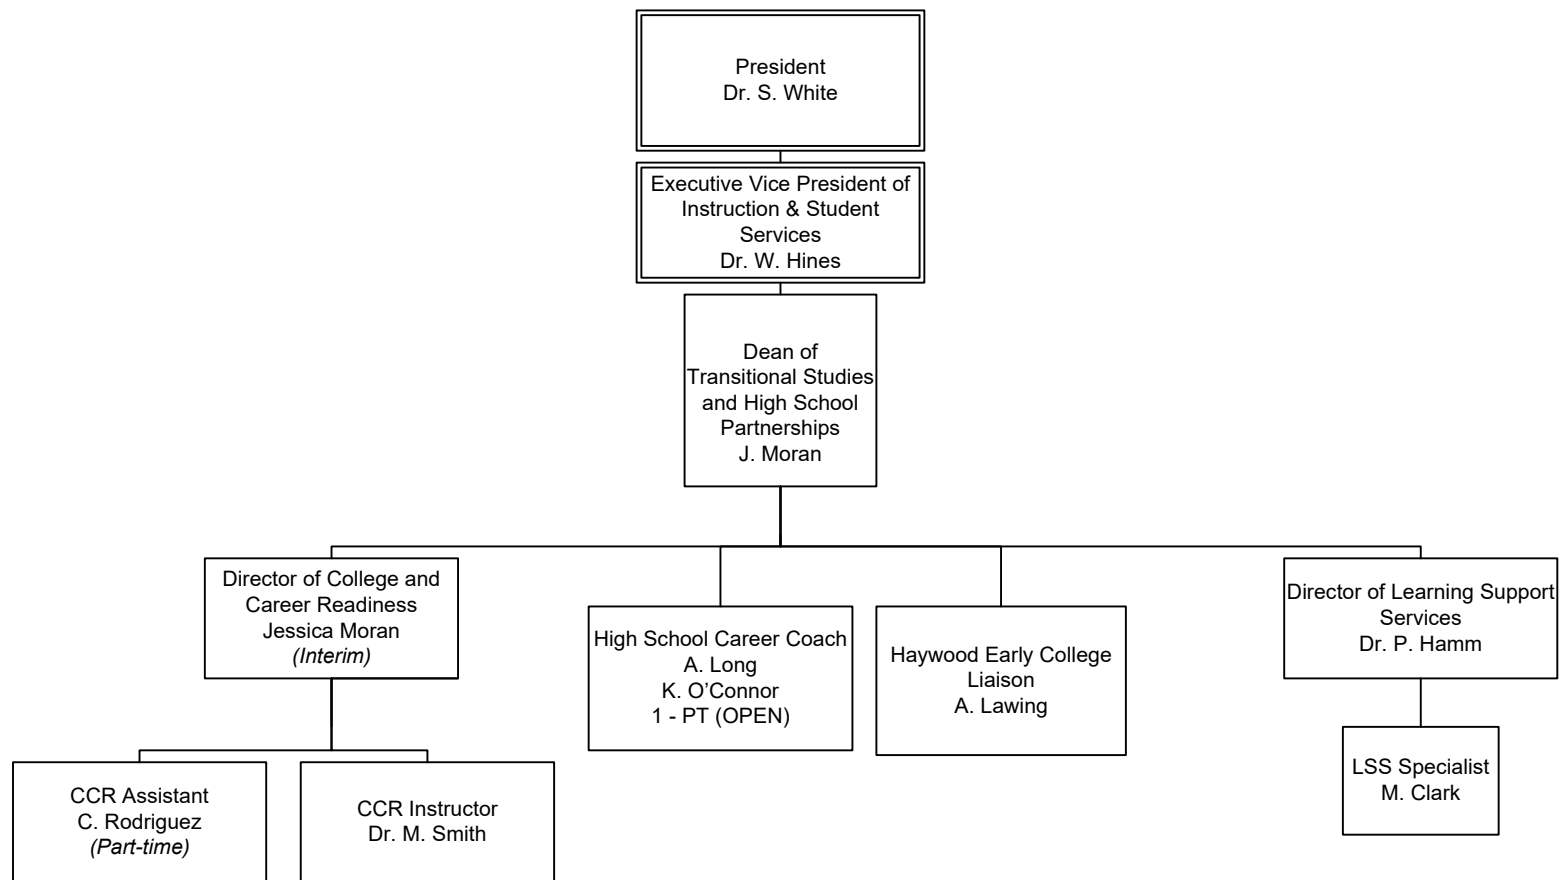 President
Dr. S. White
Executive Vice President of
Instruction & Student
Services
Dr. W. Hines
Dean of
Transitional Studies
and High School
Partnerships
J. Moran
Director of College and
Career Readiness
Jessica Moran
(Interim)
High School Career Coach
A. Long
K. O’Connor
1 - PT (OPEN)
Haywood Early College
Liaison
A. Lawing
Director of Learning Support
Services
Dr. P. Hamm
CCR Assistant
C. Rodriguez
(Part-time)
CCR Instructor
Dr. M. Smith
LSS Specialist
M. Clark